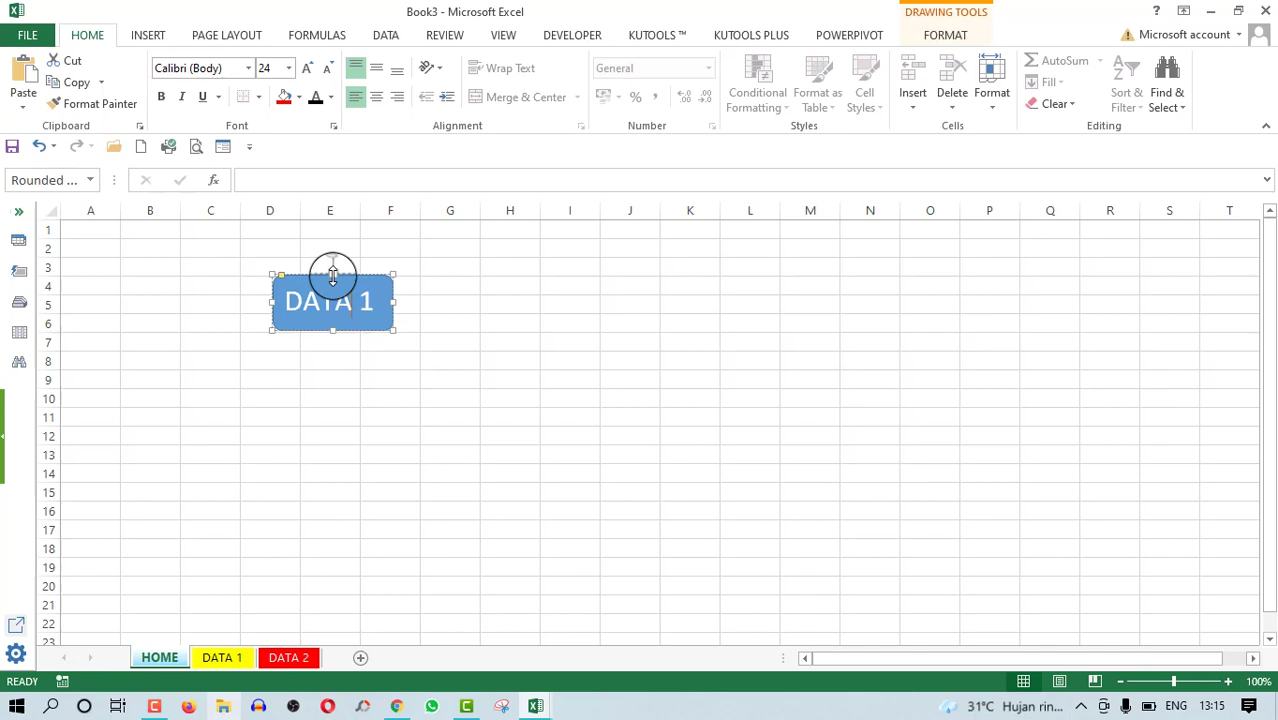 Book3 - Microsoft Excel
DRAWING TOOLS
?
FILE HOME INSERT PAGE LAYOUT FORMULAS DATA REVIEW VIEW DEVELOPER KUTOOLS ™ KUTOOLS PLUS POWERPIVOT FORMAT Microsoft account
Cut
Copy
Format Painter
Paste
Calibri (Body) 24
B I U
Wrap Text
Merge & Center
General
Conditional Formatting
Format as Table
Cell Styles
Insert
Delete
Format
AutoSum
Fill
Clear
Sort & Filter
Find & Select
Clipboard Font Alignment Number Styles Cells Editing
Rounded ...
fx
A B C D E F G H I J K L M N O P Q R S T
1
2
3
4
5
6
7
8
9
10
11
12
13
14
15
16
17
18
19
20
21
22
23
DATA 1
HOME DATA 1 DATA 2
READY
100%
31°C Hujan rin... ENG 13:15